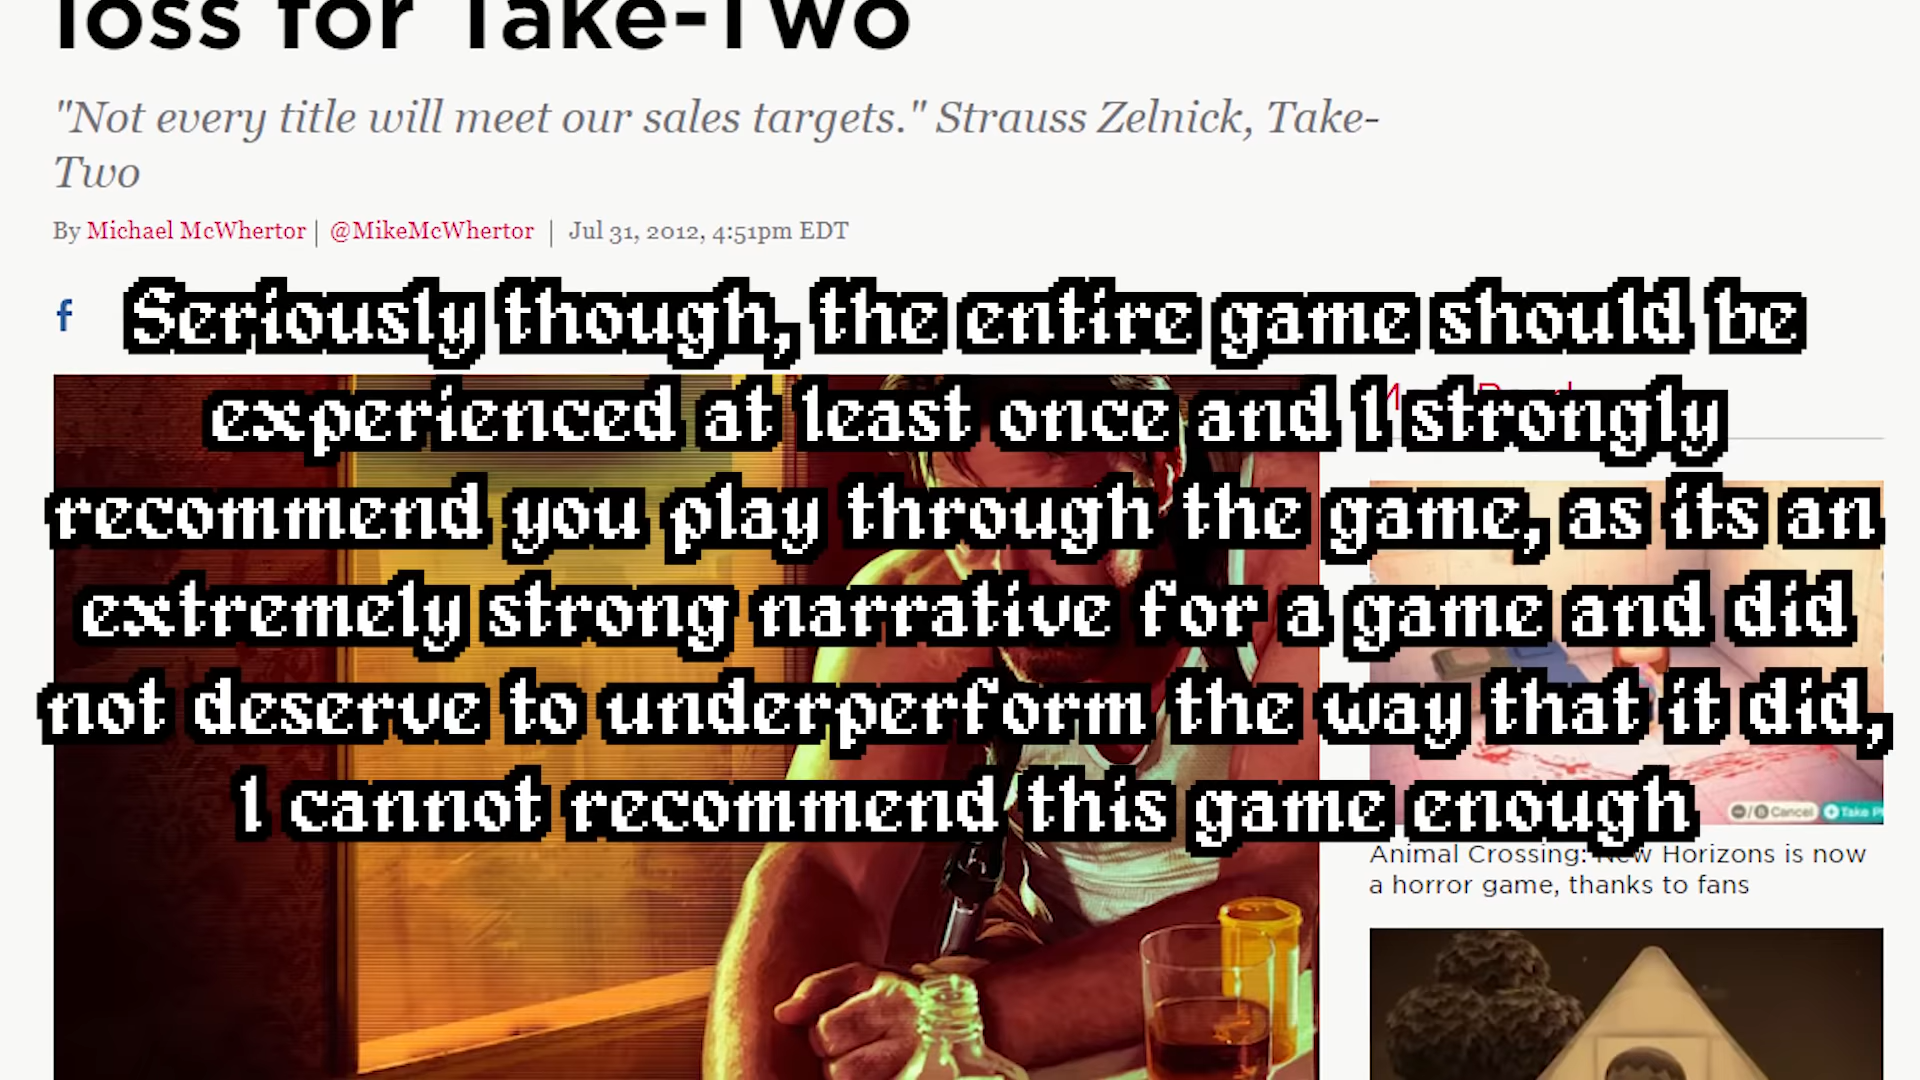 loss for Take-Two
"Not every title will meet our sales targets." Strauss Zelnick, Take-
Two
By Michael McWhertor | @MikeMcWhertor | Jul 31, 2012, 4:51pm EDT
f
Seriously though, the entire game should be
experienced at least once and I strongly
recommend you play through the game, as its an
extremely strong narrative for a game and did
not deserve to underperform the way that it did,
I cannot recommend this game enough
Cancel
Animal Crossing: New Horizons is now
a horror game, thanks to fans